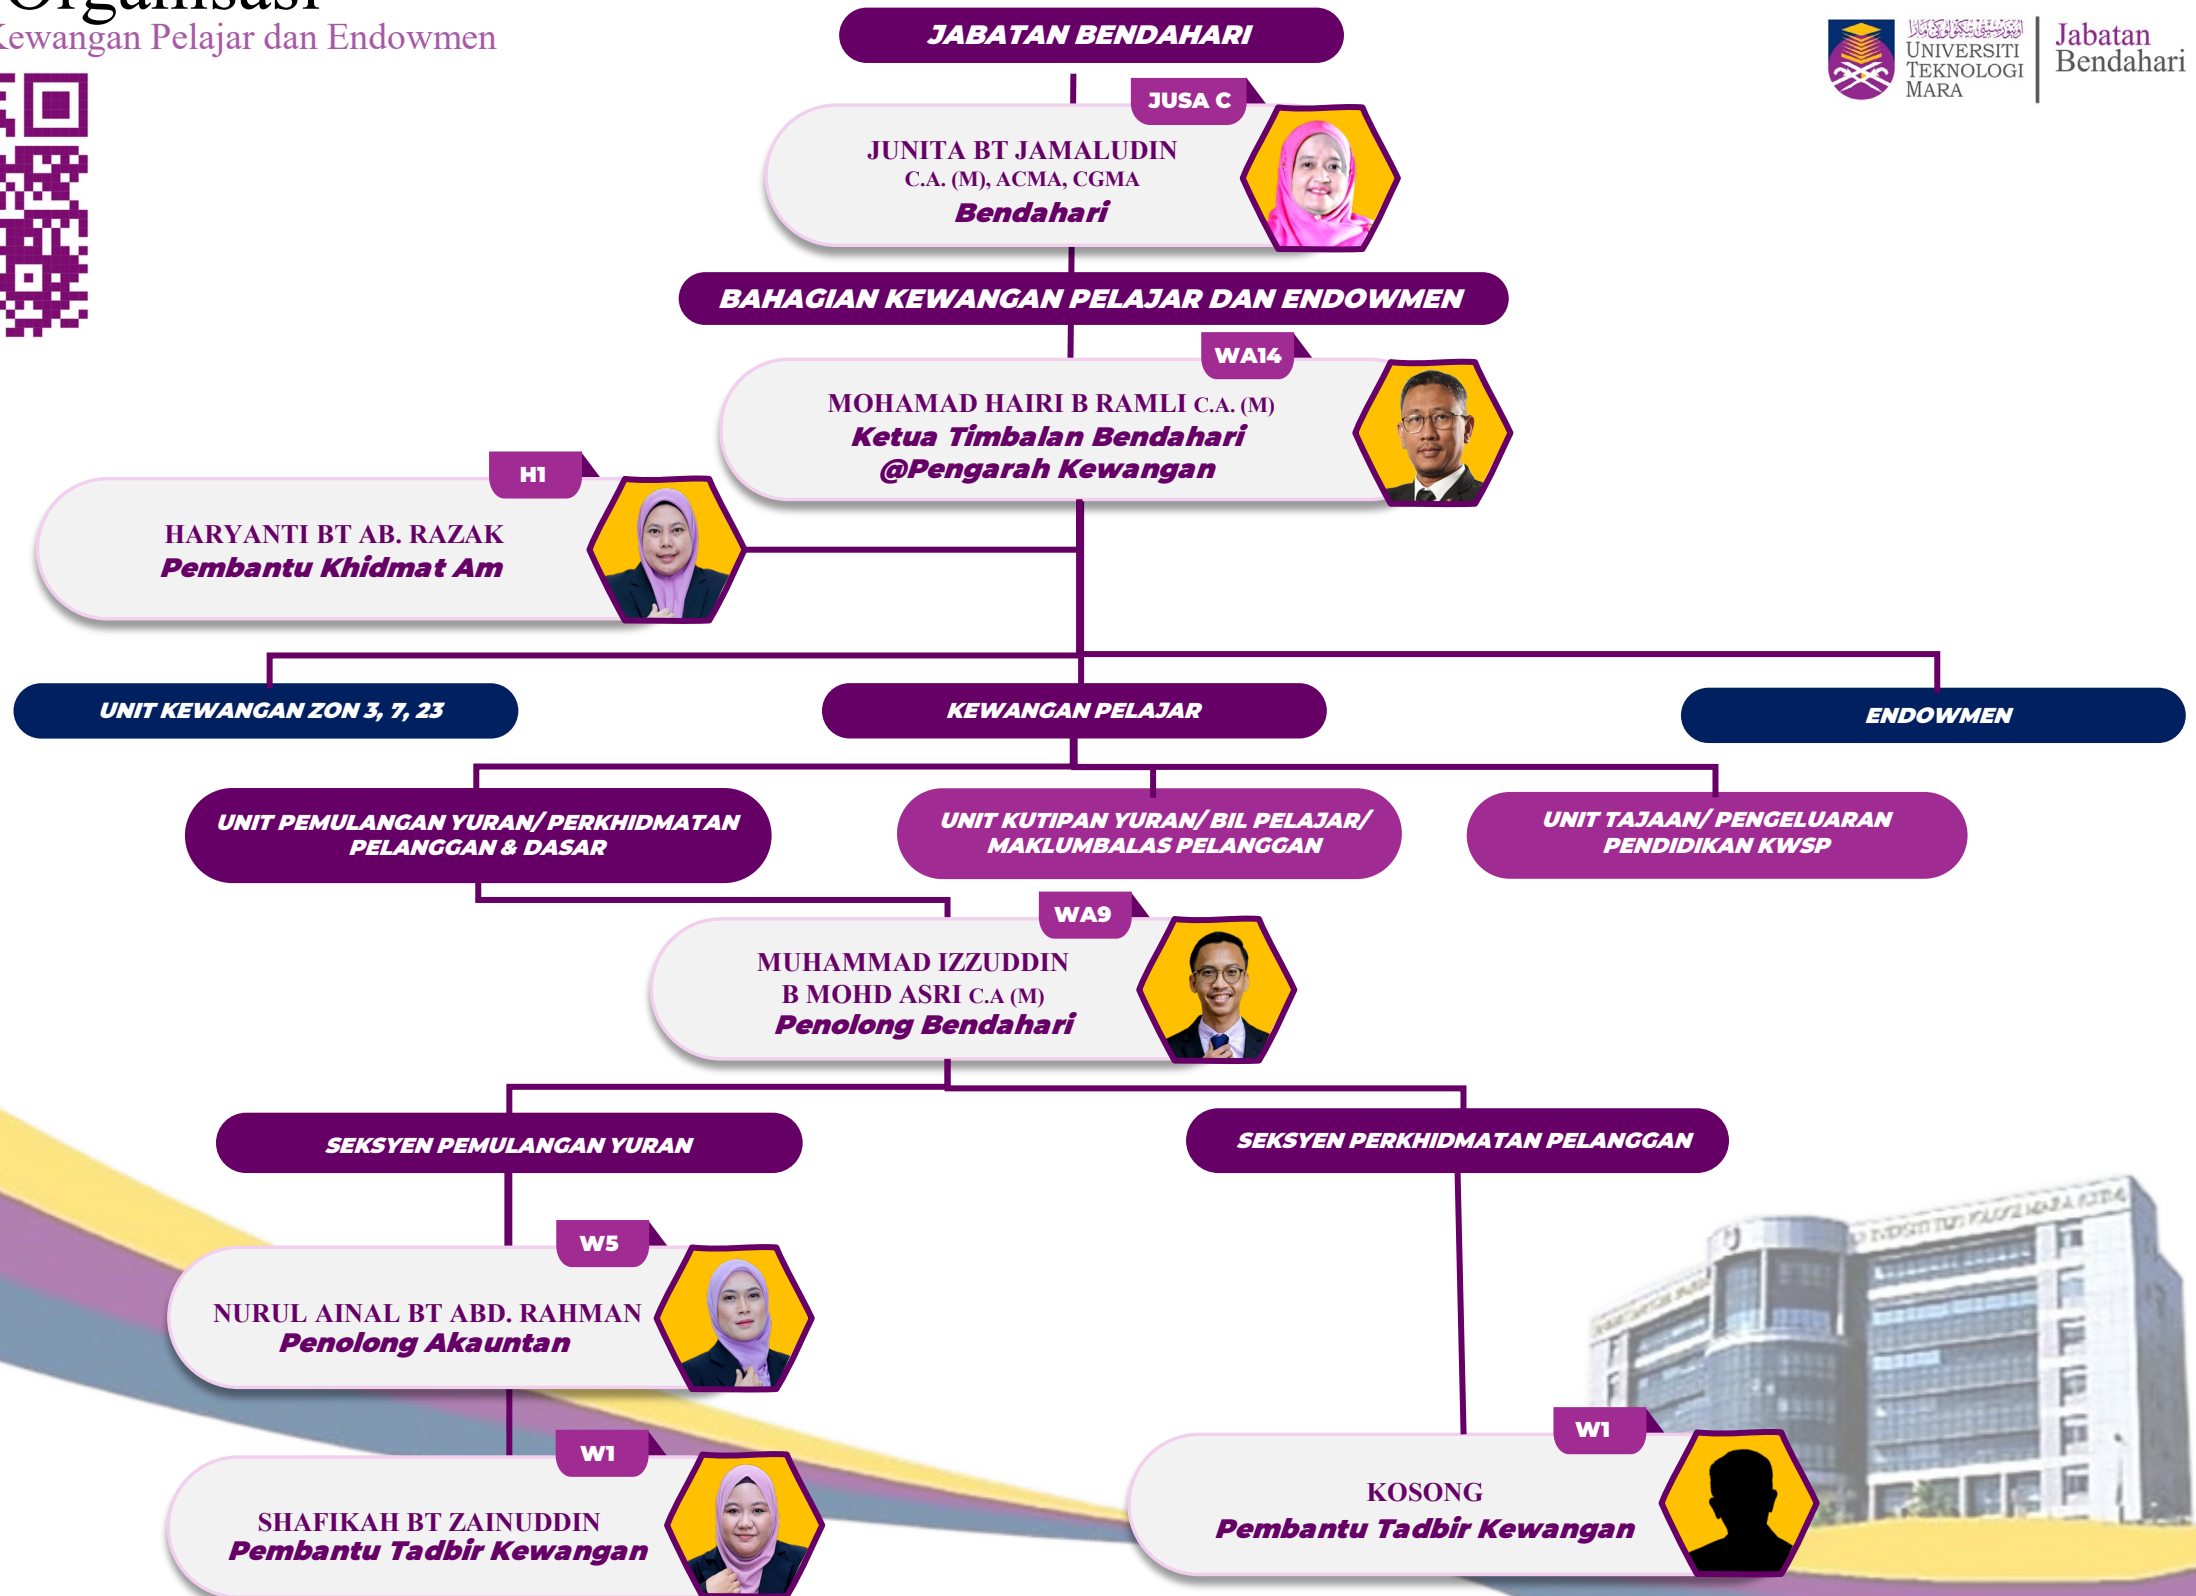 Organisasi
Kewangan Pelajar dan Endowmen
JABATAN BENDAHARI
UNIVERSITI
TEKNOLOGI
MARA
Jabatan
Bendahari
JUSA C
JUNITA BT JAMALUDIN
C.A. (M), ACMA, CGMA
Bendahari
BAHAGIAN KEWANGAN PELAJAR DAN ENDOWMEN
WA14
MOHAMAD HAIRI B RAMLI C.A. (M)
Ketua Timbalan Bendahari
@Pengarah Kewangan
H1
HARYANTI BT AB. RAZAK
Pembantu Khidmat Am
UNIT KEWANGAN ZON 3, 7, 23
KEWANGAN PELAJAR
ENDOWMEN
UNIT PEMULANGAN YURAN/ PERKHIDMATAN
PELANGGAN & DASAR
UNIT KUTIPAN YURAN/ BIL PELAJAR/
MAKLUMBALAS PELANGGAN
UNIT TAJAAN/ PENGELUARAN
PENDIDIKAN KWSP
WA9
MUHAMMAD IZZUDDIN
B MOHD ASRI C.A (M)
Penolong Bendahari
SEKSYEN PEMULANGAN YURAN
SEKSYEN PERKHIDMATAN PELANGGAN
W5
NURUL AINAL BT ABD. RAHMAN
Penolong Akauntan
W1
SHAFIKAH BT ZAINUDDIN
Pembantu Tadbir Kewangan
W1
KOSONG
Pembantu Tadbir Kewangan